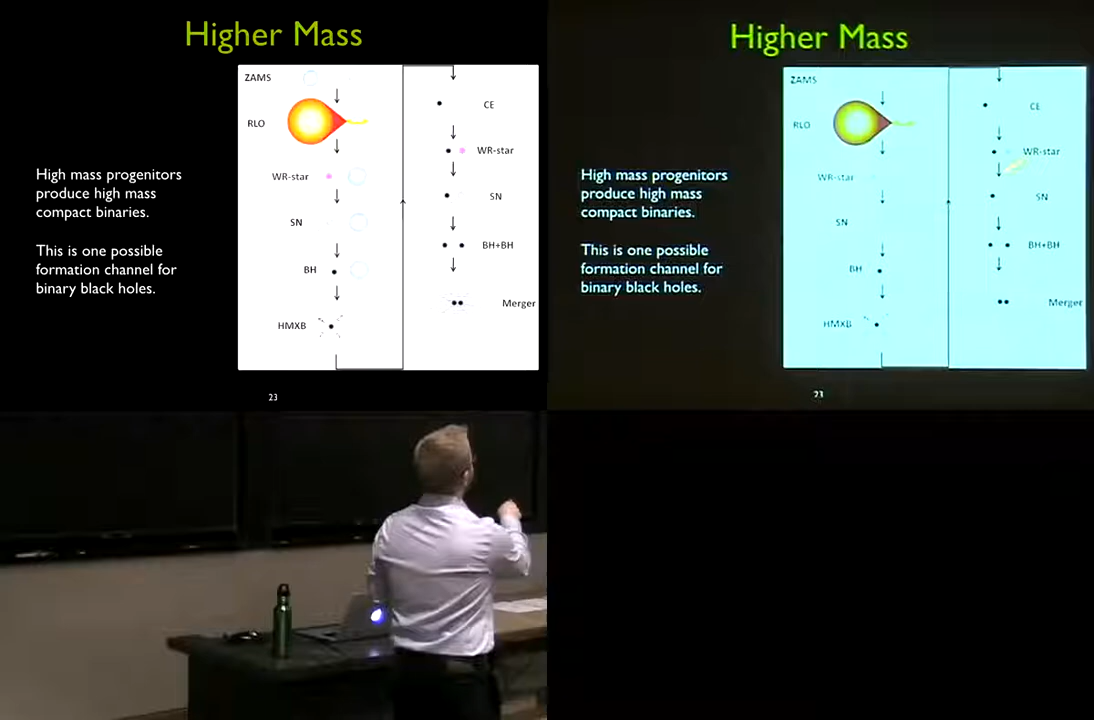 Higher Mass
ZAMS
RLO
WR-star
SN
BH
HMXB
CE
WR-star
SN
BH+BH
Merger
High mass progenitors
produce high mass
compact binaries.
This is one possible
formation channel for
binary black holes.
23
Higher Mass
ZAMS
RLO
WR-star
SN
BH
HMXB
CE
WR-star
SN
BH+BH
Merger
High mass progenitors
produce high mass
compact binaries.
This is one possible
formation channel for
binary black holes.
23